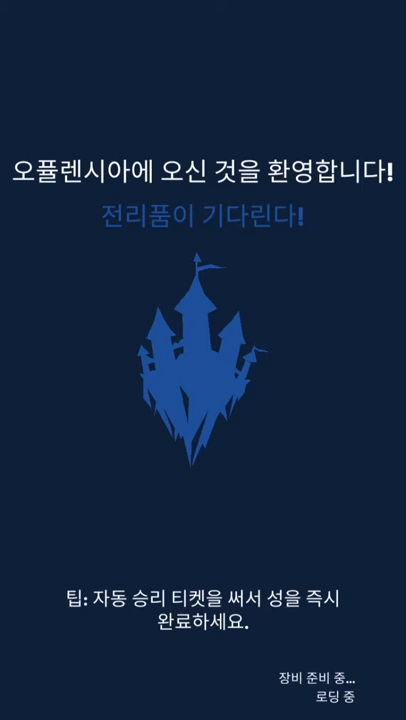 오퓰렌시아에 오신 것을 환영합니다!
전리품이 기다린다!
팁: 자동 승리 티켓을 써서 성을 즉시
완료하세요.
장비 준비 중...
로딩 중